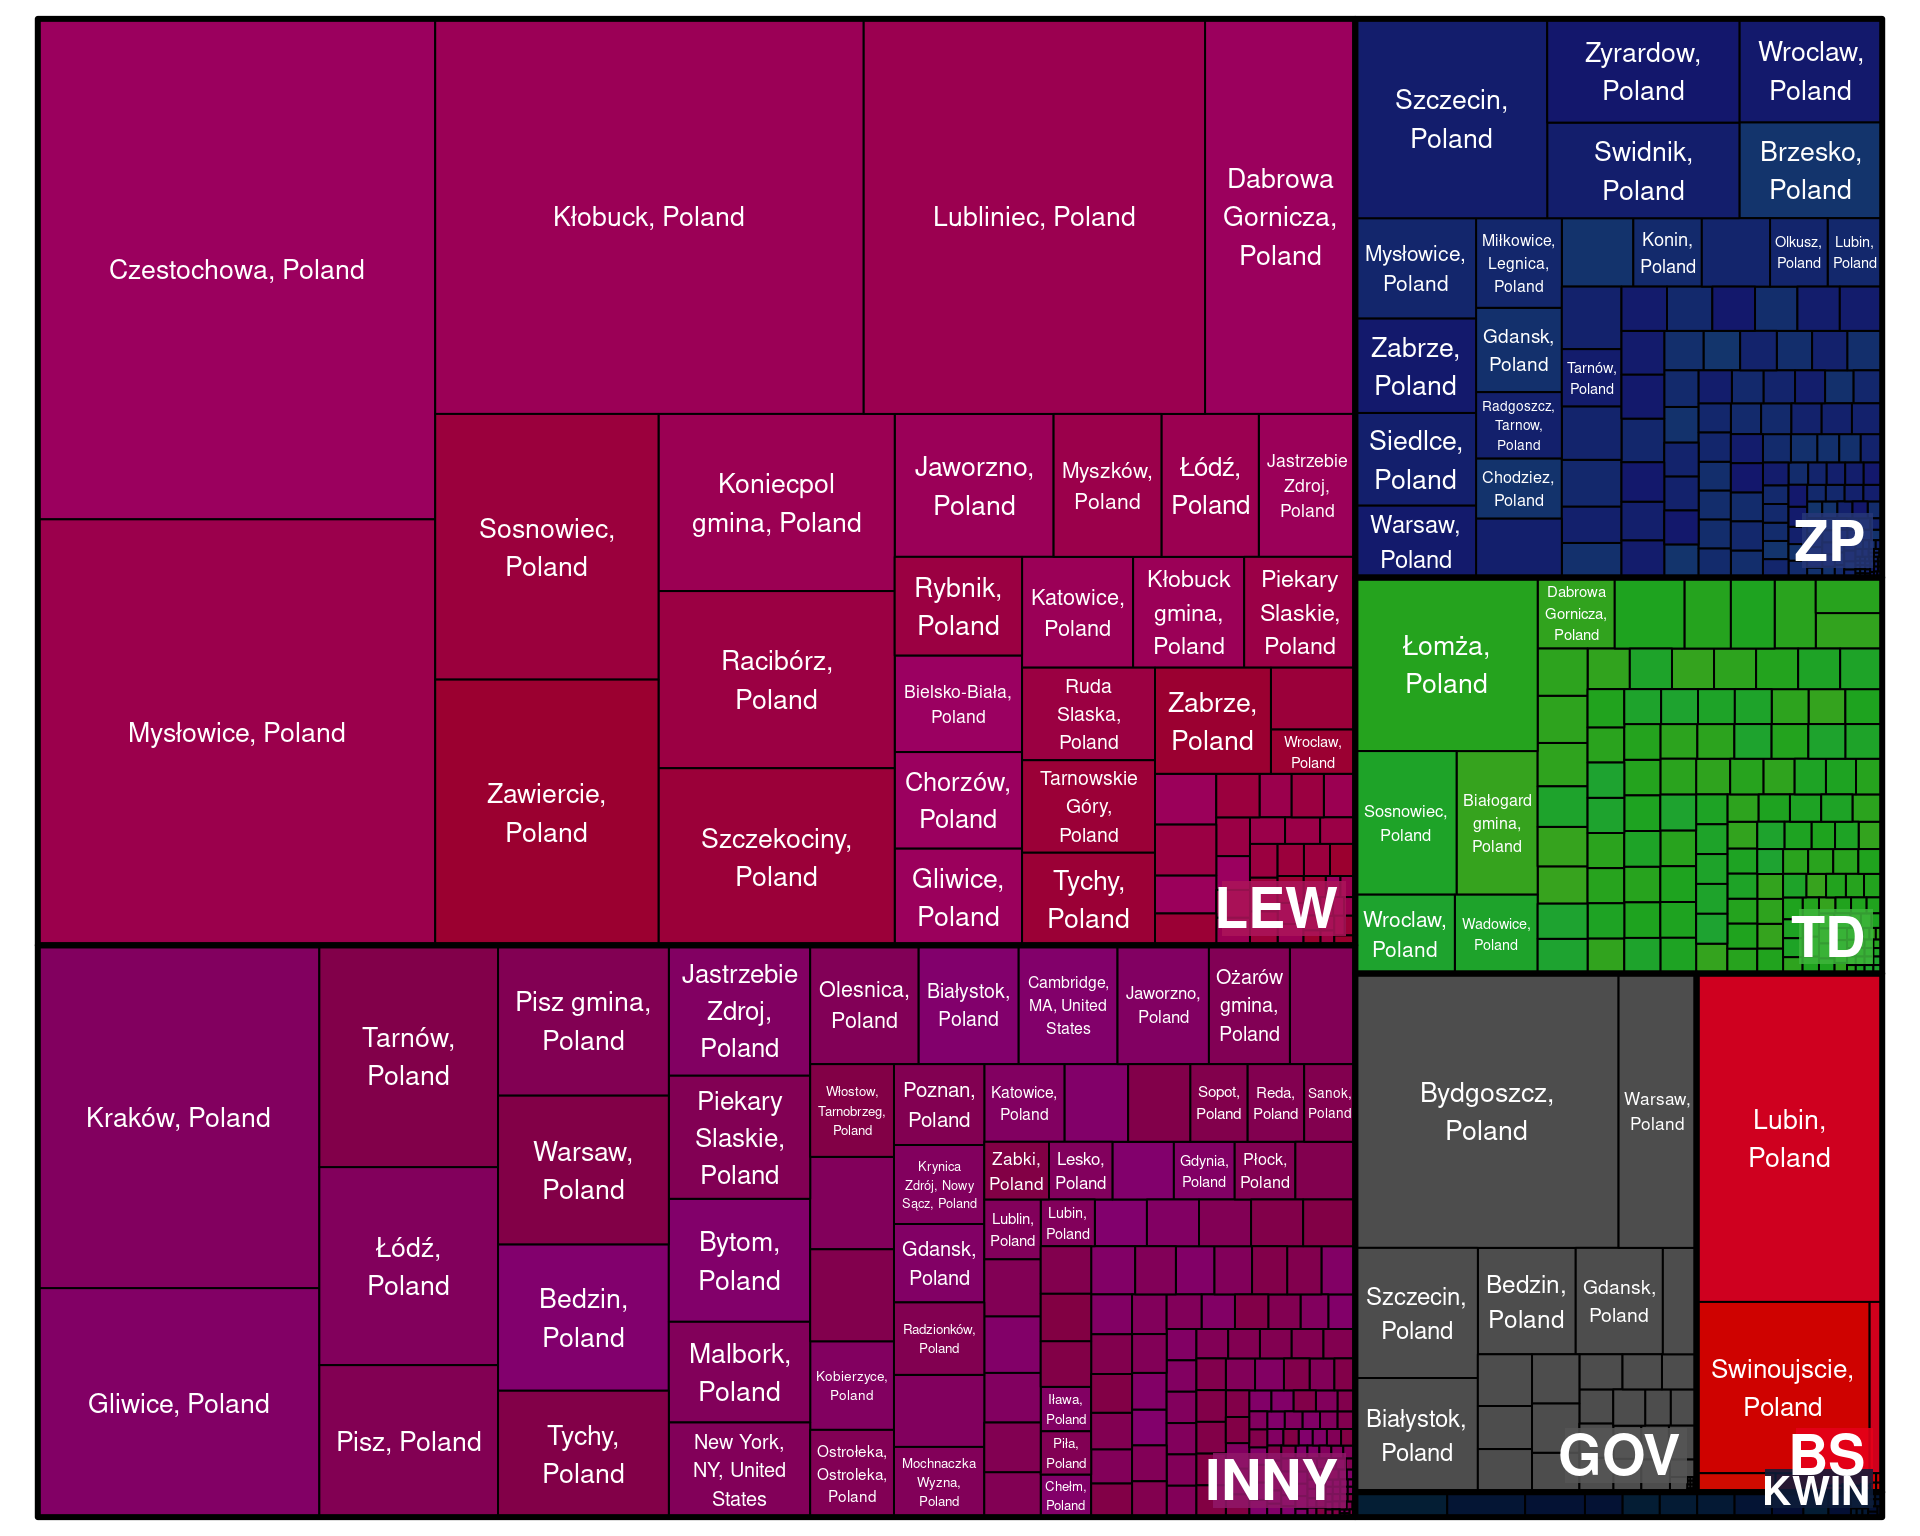 Czestochowa, Poland
Mysłowice, Poland
Kłobuck, Poland
Lubliniec, Poland
Dabrowa
Gornicza,
Poland
Sosnowiec,
Poland
Zawiercie,
Poland
Koniecpol
gmina, Poland
Racibórz,
Poland
Szczekociny,
Poland
Jaworzno,
Poland
Myszków,
Poland
Łódź,
Poland
Jastrzebie
Zdroj,
Poland
Rybnik,
Poland
Bielsko-Biała,
Poland
Chorzów,
Poland
Gliwice,
Poland
Katowice,
Poland
Kłobuck
gmina,
Poland
Piekary
Slaskie,
Poland
Ruda
Slaska,
Poland
Tarnowskie
Góry,
Poland
Tychy,
Poland
Zabrze,
Poland
Wroclaw,
Poland
LEW
Kraków, Poland
Gliwice, Poland
Tarnów,
Poland
Łódź,
Poland
Pisz, Poland
Pisz gmina,
Poland
Warsaw,
Poland
Bedzin,
Poland
Tychy,
Poland
Jastrzebie
Zdroj,
Poland
Piekary
Slaskie,
Poland
Bytom,
Poland
Malbork,
Poland
New York,
NY, United
States
Olesnica,
Poland
Białystok,
Poland
Cambridge,
MA, United
States
Jaworzno,
Poland
Ożarów
gmina,
Poland
Włostow,
Tarnobrzeg,
Poland
Kobierzyce,
Poland
Ostrołeka,
Ostroleka,
Poland
Poznan,
Poland
Krynica
Zdrój, Nowy
Sącz, Poland
Gdansk,
Poland
Radzionków,
Poland
Mochnaczka
Wyzna,
Poland
Katowice,
Poland
Sopot,
Poland
Reda,
Poland
Sanok,
Poland
Zabki,
Poland
Lesko,
Poland
Gdynia,
Poland
Płock,
Poland
Lublin,
Poland
Lubin,
Poland
Iława,
Poland
Piła,
Poland
Chełm,
Poland
INNY
Szczecin,
Poland
Zyrardow,
Poland
Wroclaw,
Poland
Swidnik,
Poland
Brzesko,
Poland
Mysłowice,
Poland
Zabrze,
Poland
Siedlce,
Poland
Warsaw,
Poland
Miłkowice,
Legnica,
Poland
Gdansk,
Poland
Radgoszcz,
Tarnow,
Poland
Chodziez,
Poland
Konin,
Poland
Olkusz,
Poland
Lubin,
Poland
Tarnów,
Poland
ZP
Łomża,
Poland
Sosnowiec,
Poland
Białogard
gmina,
Poland
Wroclaw,
Poland
Wadowice,
Poland
Dabrowa
Gornicza,
Poland
TD
Bydgoszcz,
Poland
Warsaw,
Poland
Szczecin,
Poland
Białystok,
Poland
Bedzin,
Poland
Gdansk,
Poland
GOV
Lubin,
Poland
Swinoujscie,
Poland
BS
KWIN